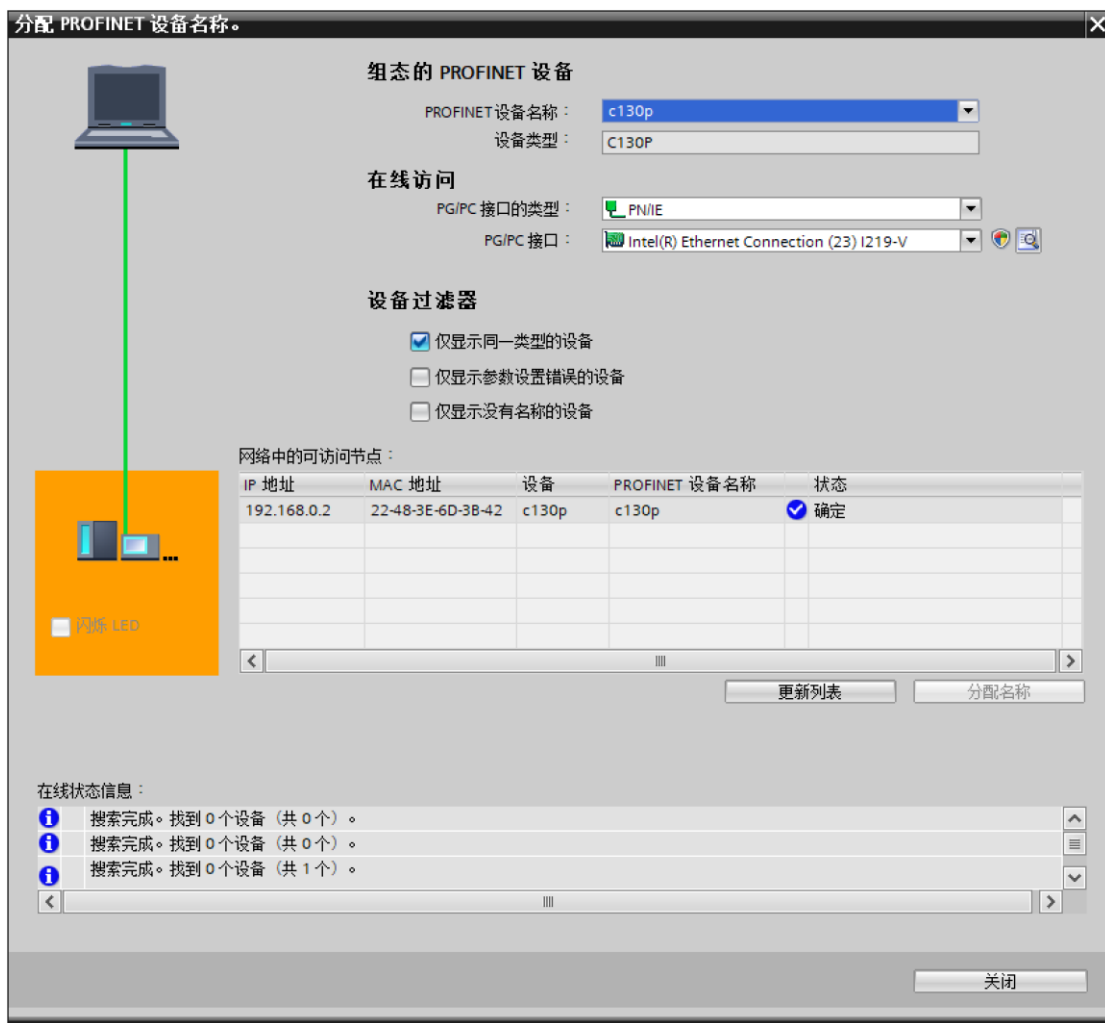 分配 PROFINET 设备名称。
组态的 PROFINET 设备
PROFINET设备名称： c130p
设备类型： C130P
在线访问
PG/PC 接口的类型： PN/IE
PG/PC 接口： Intel(R) Ethernet Connection (23) I219-V
设备过滤器
仅显示同一类型的设备
仅显示参数设置错误的设备
仅显示没有名称的设备
网络中的可访问节点：
IP 地址 MAC 地址 设备 PROFINET 设备名称 状态
192.168.0.2 22-48-3E-6D-3B-42 c130p c130p 确定
闪烁 LED
更新列表 分配名称
在线状态信息：
搜索完成。找到 0 个设备（共 0 个）。
搜索完成。找到 0 个设备（共 0 个）。
搜索完成。找到 0 个设备（共 1 个）。
关闭